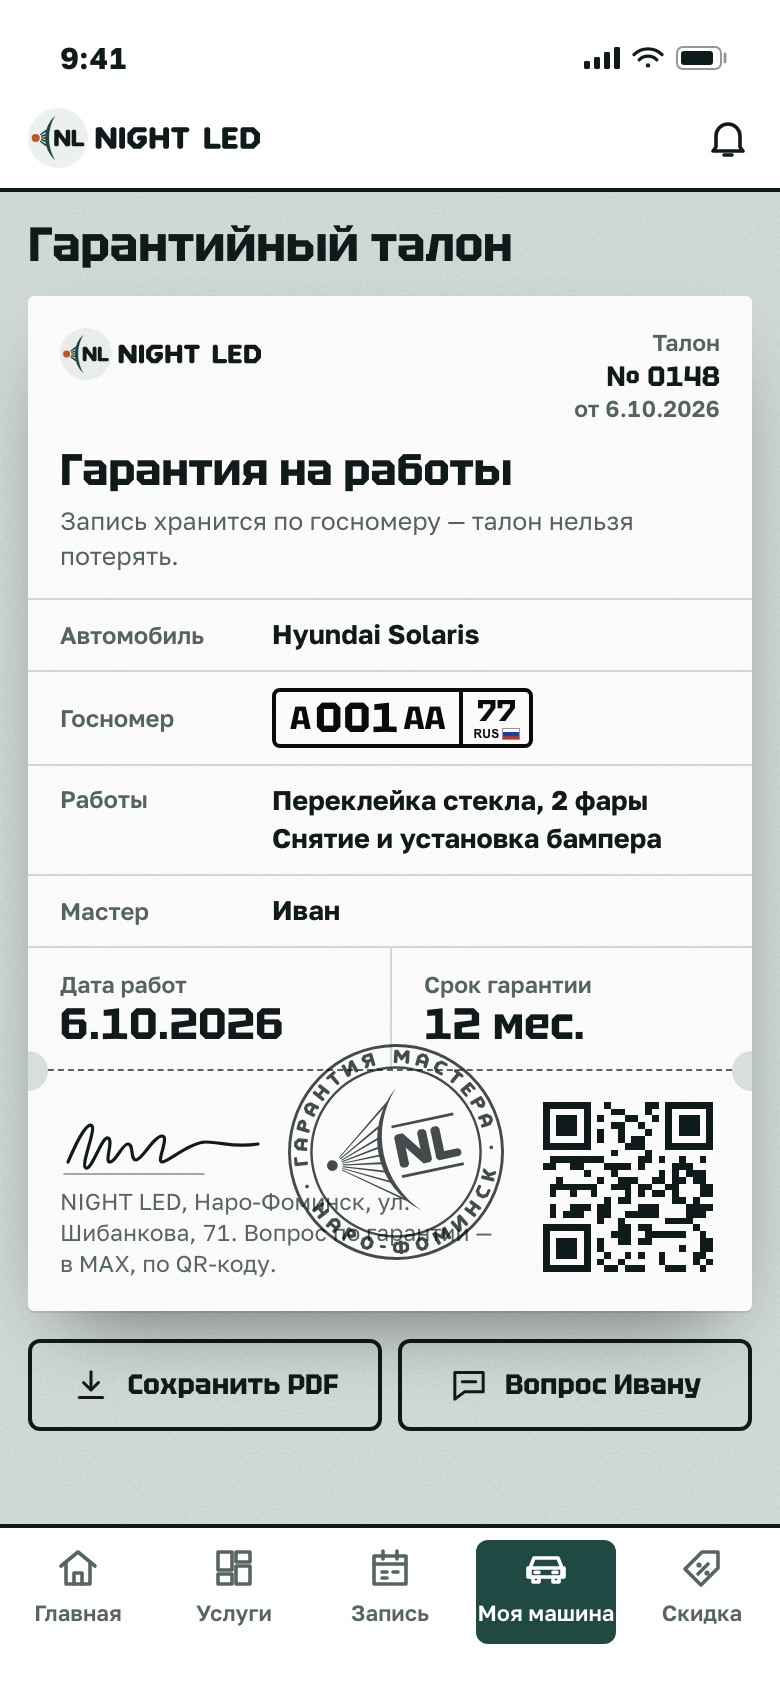 9:41
NL NIGHT LED
Гарантийный талон
NL NIGHT LED
Талон
№ 0148
от 6.10.2026
Гарантия на работы
Запись хранится по госномеру — талон нельзя
потерять.
Автомобиль Hyundai Solaris
Госномер A 001 AA 77 RUS
Работы Переклейка стекла, 2 фары
Снятие и установка бампера
Мастер Иван
Дата работ
6.10.2026
Срок гарантии
12 мес.
ГАРАНТИЯ МАСТЕРА · НАРО-ФОМИНСК ·
NL
NIGHT LED, Наро-Фоминск, ул.
Шибанкова, 71. Вопрос по гарантии —
в MAX, по QR-коду.
Сохранить PDF
Вопрос Ивану
Главная
Услуги
Запись
Моя машина
Скидка